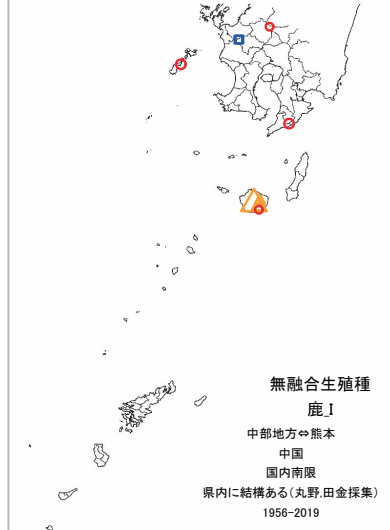 無融合生殖種
鹿_I
中部地方⇔熊本
中国
国内南限
県内に結構ある（丸野,田金採集）
1956-2019